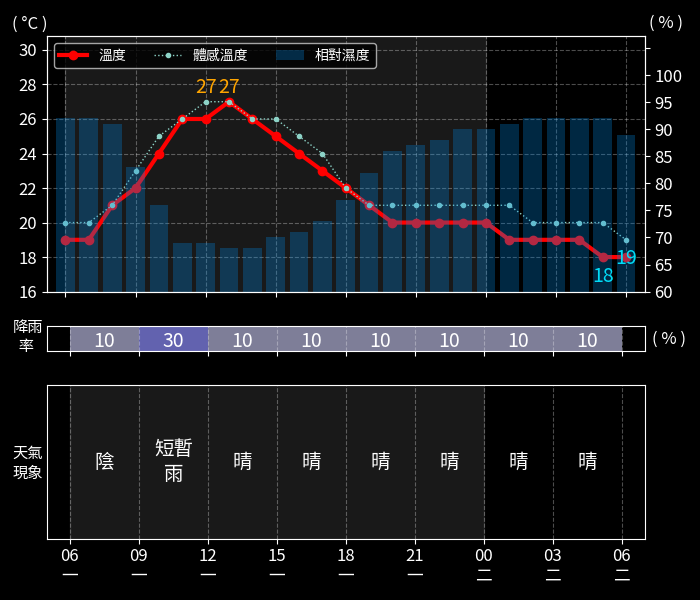 ( °C )
( % )
溫度
體感溫度
相對濕度
30
28
26
24
22
20
18
16
100
95
90
85
80
75
70
65
60
27
27
18
19
降雨
率
10
30
10
10
10
10
10
10
( % )
天氣
現象
陰
短暫
雨
晴
晴
晴
晴
晴
晴
06
09
12
15
18
21
00
03
06
一
一
一
一
一
一
二
二
二